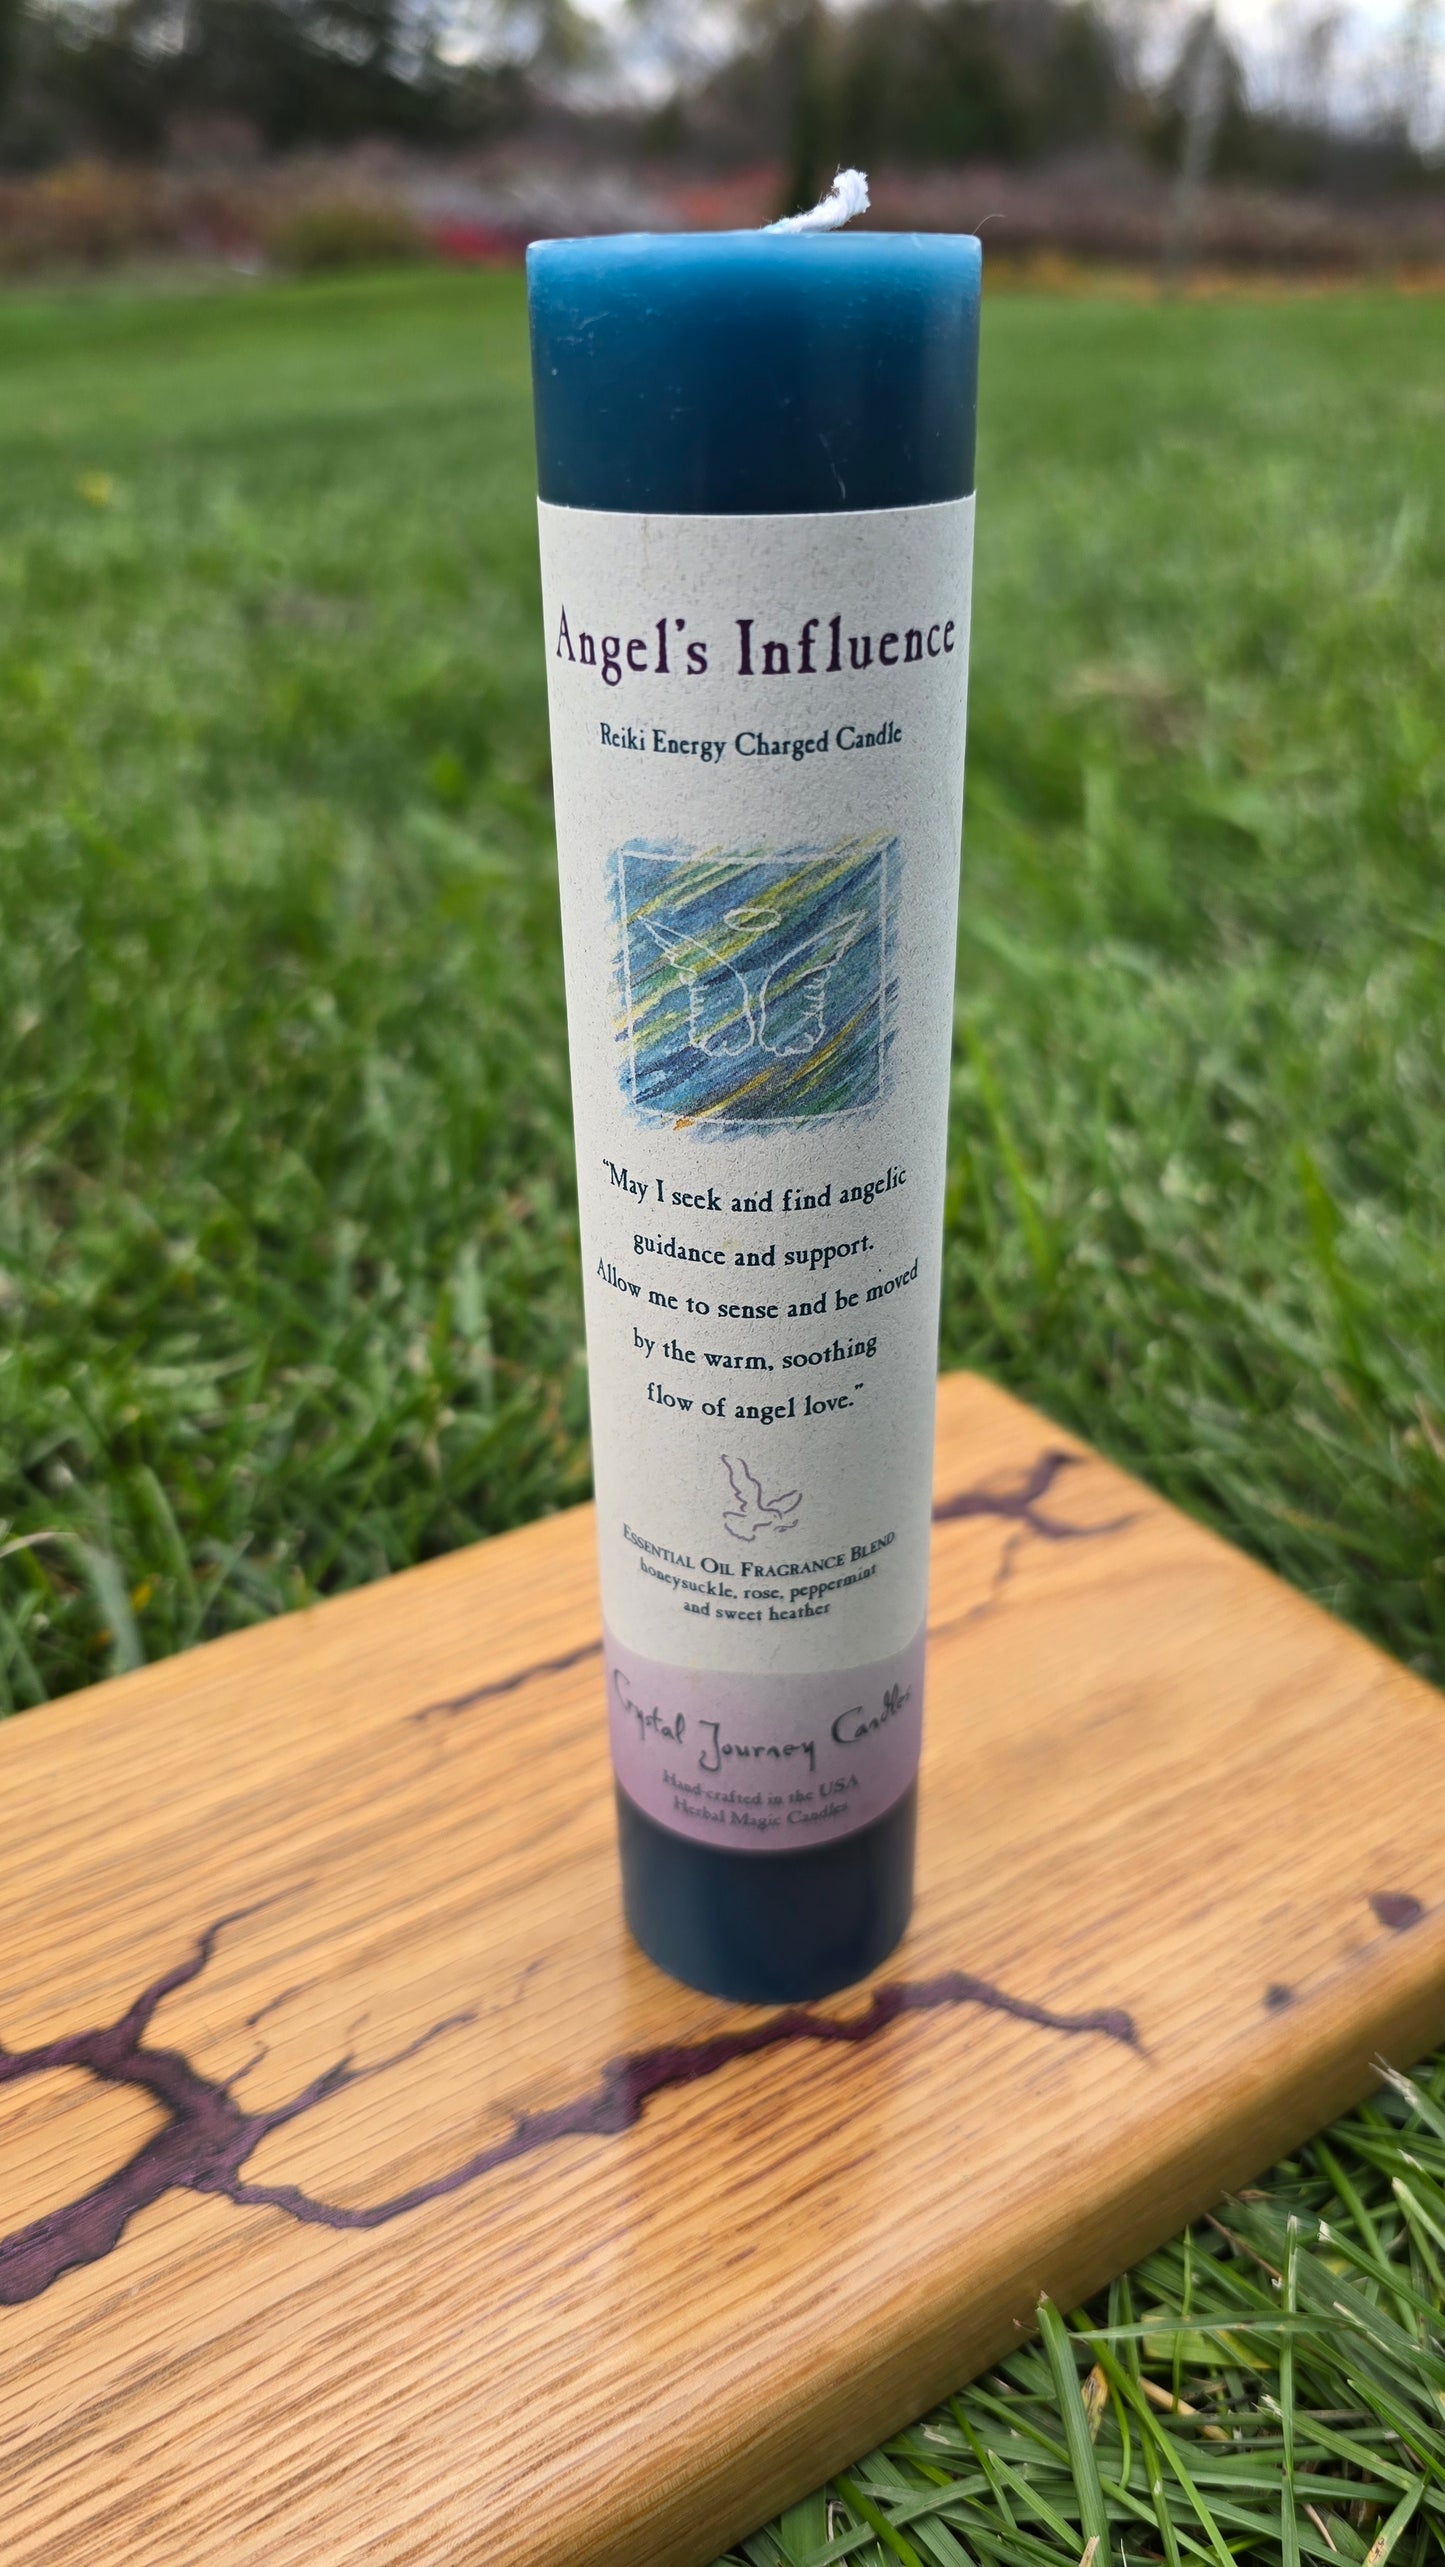 Angel's Influence
Reiki Energy Charged Candle
“May I seek and find angelic
guidance and support.
Allow me to sense and be moved
by the warm, soothing
flow of angel love.”
Essential Oil Fragrance Blend
honeysuckle, rose, peppermint
and sweet heather
Crystal Journey Candles
Hand-crafted in the USA
Herbal Magic Candles